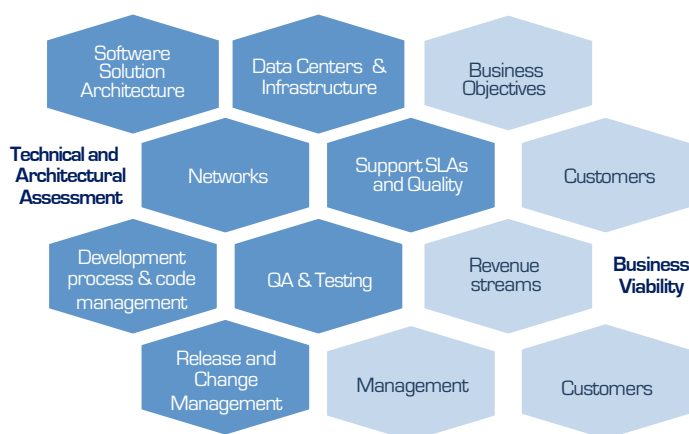 Software
Solution
Architecture
Data Centers &
Infrastructure
Business
Objectives
Technical and
Architectural
Assessment
Networks
Support SLAs
and Quality
Customers
Development
process & code
management
QA & Testing
Revenue
streams
Business
Viability
Release and
Change
Management
Management
Customers